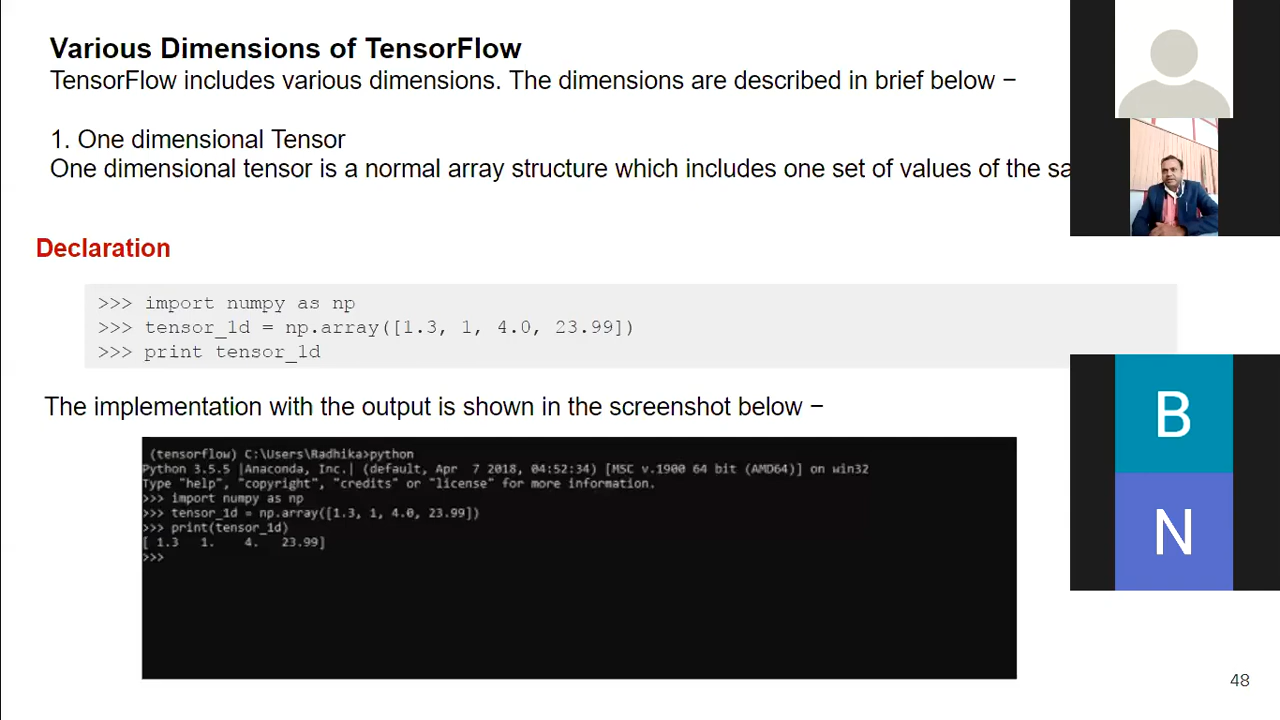 Various Dimensions of TensorFlow
TensorFlow includes various dimensions. The dimensions are described in brief below −
1. One dimensional Tensor
One dimensional tensor is a normal array structure which includes one set of values of the sa
Declaration
>>> import numpy as np
>>> tensor_1d = np.array([1.3, 1, 4.0, 23.99])
>>> print tensor_1d
The implementation with the output is shown in the screenshot below −
(tensorflow) C:\Users\Radhika>python
Python 3.5.5 |Anaconda, Inc.| (default, Apr 7 2018, 04:52:34) [MSC v.1900 64 bit (AMD64)] on win32
Type "help", "copyright", "credits" or "license" for more information.
>>> import numpy as np
>>> tensor_1d = np.array([1.3, 1, 4.0, 23.99])
>>> print(tensor_1d)
[ 1.3 1. 4. 23.99]
>>>
B
N
48